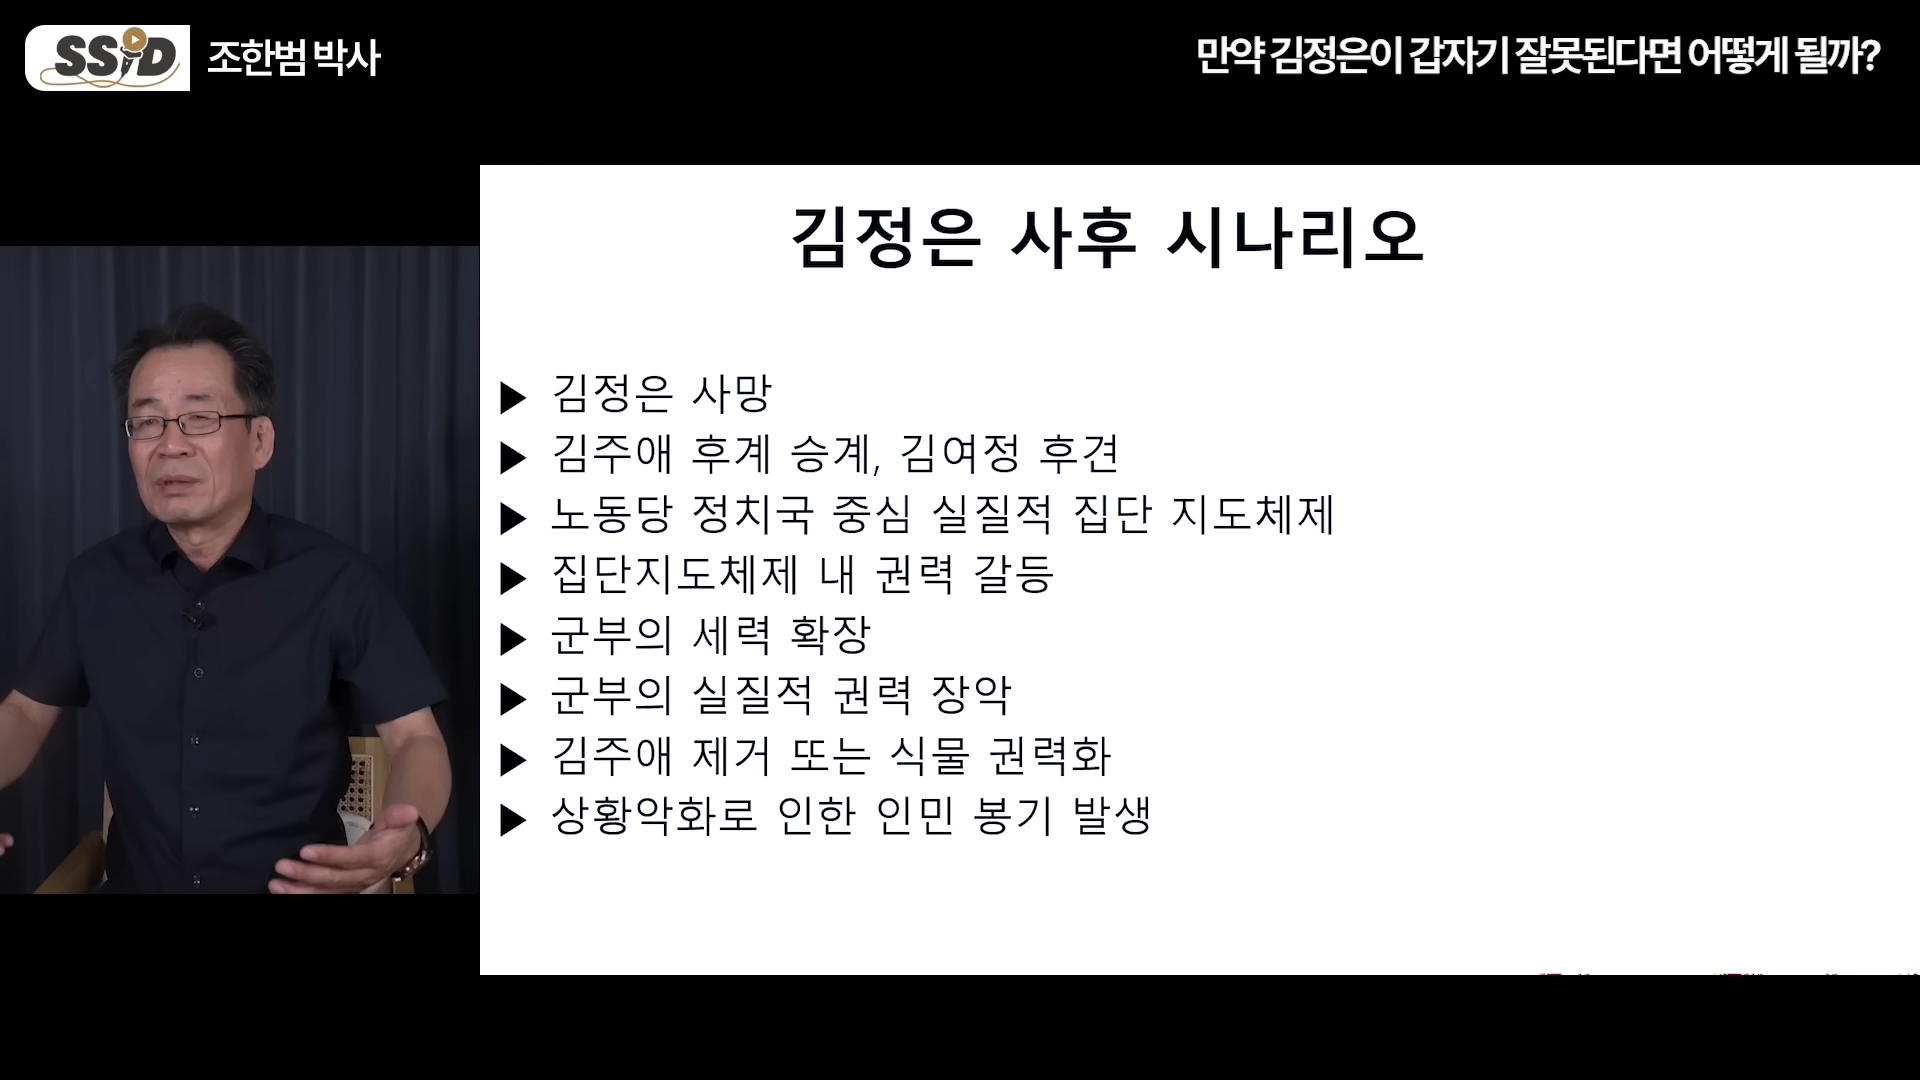 SSiD 조한범 박사
만약 김정은이 갑자기 잘못된다면 어떻게 될까?
김정은 사후 시나리오
▶ 김정은 사망
▶ 김주애 후계 승계, 김여정 후견
▶ 노동당 정치국 중심 실질적 집단 지도체제
▶ 집단지도체제 내 권력 갈등
▶ 군부의 세력 확장
▶ 군부의 실질적 권력 장악
▶ 김주애 제거 또는 식물 권력화
▶ 상황악화로 인한 인민 봉기 발생